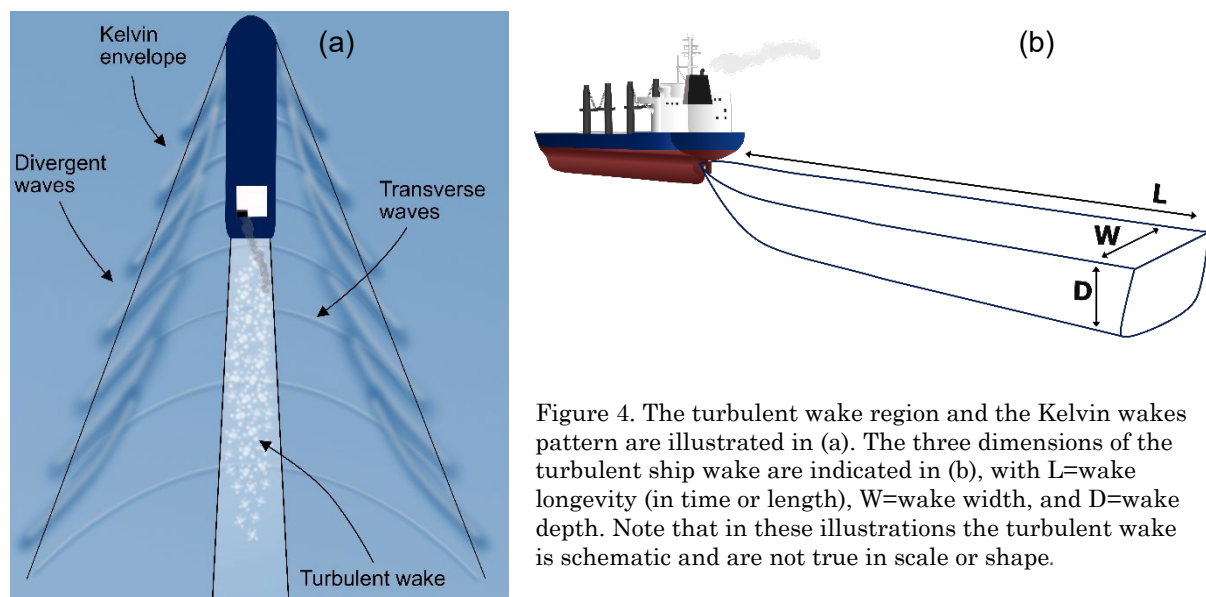 Kelvin
envelope
(a)
Divergent
waves
Transverse
waves
Turbulent wake
(b)
L
W
D
Figure 4. The turbulent wake region and the Kelvin wakes
pattern are illustrated in (a). The three dimensions of the
turbulent ship wake are indicated in (b), with L=wake
longevity (in time or length), W=wake width, and D=wake
depth. Note that in these illustrations the turbulent wake
is schematic and are not true in scale or shape.